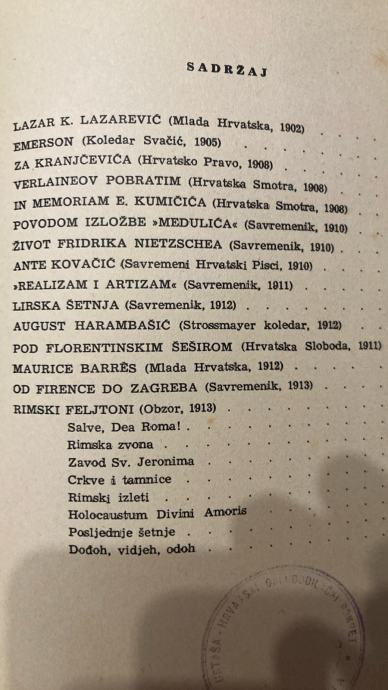 SADRŽAJ
LAZAR K. LAZAREVIĆ (Mlada Hrvatska, 1902) . . . .
EMERSON (Koledar Svačić, 1905) . . . . .
ZA KRANJČEVIĆA (Hrvatsko Pravo, 1908) . . . . .
VERLAINEOV POBRATIM (Hrvatska Smotra, 1908) . . .
IN MEMORIAM E. KUMIČIĆA (Hrvatska Smotra, 1908) . .
POVODOM IZLOŽBE »MEDULIĆA« (Savremenik, 1910) . .
ŽIVOT FRIDRIKA NIETZSCHEA (Savremenik, 1910) . . .
ANTE KOVAČIĆ (Savremeni Hrvatski Pisci, 1910) . . . .
»REALIZAM I ARTIZAM« (Savremenik, 1911) . . . .
LIRSKA ŠETNJA (Savremenik, 1912) . . . . . .
AUGUST HARAMBAŠIĆ (Strossmayer koledar, 1912) . . .
POD FLORENTINSKIM ŠEŠIROM (Hrvatska Sloboda, 1911)
MAURICE BARRÈS (Mlada Hrvatska, 1912) . . . . .
OD FIRENCE DO ZAGREBA (Savremenik, 1913) . . . .
RIMSKI FELJTONI (Obzor, 1913) . . . . . . .
Salve, Dea Roma! . . . . . . . . .
Rimska zvona . . . . . . . . .
Zavod Sv. Jeronima . . . . . . . .
Crkve i tamnice . . . . . . . . .
Rimski izleti . . . . . . . . . .
Holocaustum Divini Amoris . . . . . .
Posljednje šetnje . . . . . . . . .
Dođoh, vidjeh, odoh . . . . . . . .
USTAŠA - HRVATSKI POKRET